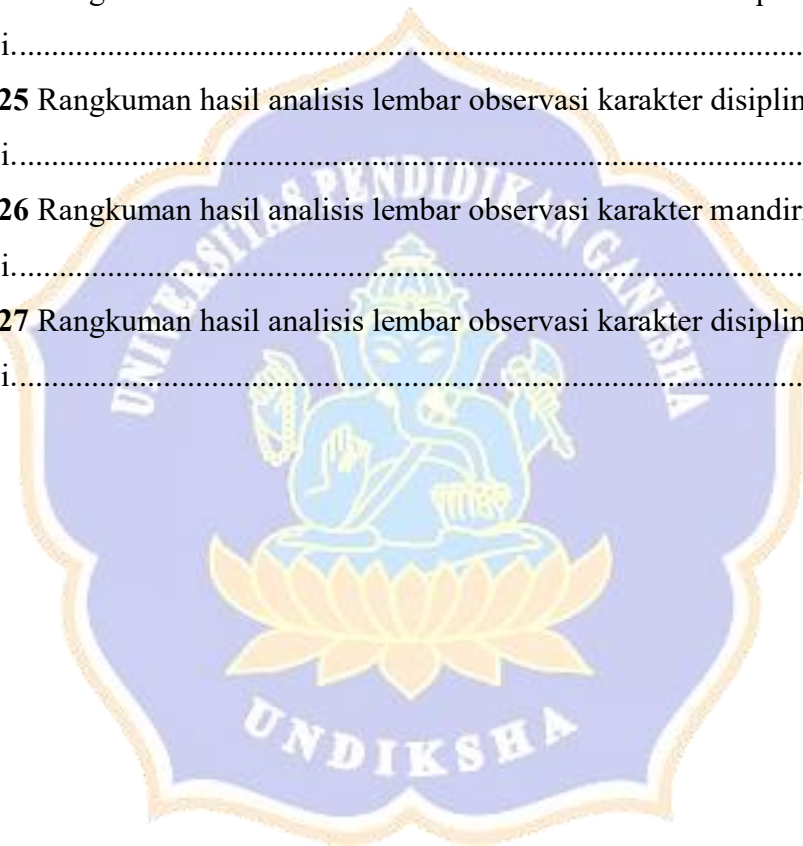 i.
25 Rangkuman hasil analisis lembar observasi karakter disiplin
i.
26 Rangkuman hasil analisis lembar observasi karakter mandiri
i.
27 Rangkuman hasil analisis lembar observasi karakter disiplin
i.
UNIVERSITAS PENDIDIKAN GANESHA
UNDIKSHA